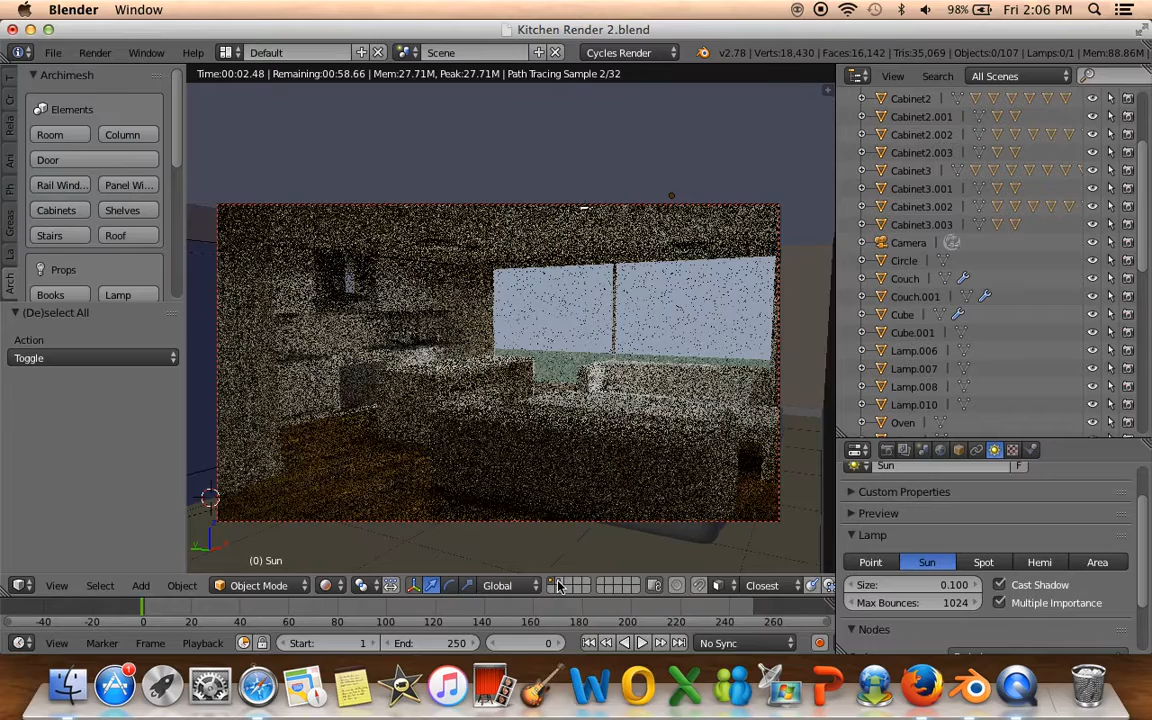 Blender Window 98% Fri 2:06 PM
Kitchen Render 2.blend
File Render Window Help Default Scene Cycles Render v2.78 | Verts:18,430 | Faces:16,142 | Tris:35,069 | Objects:0/107 | Lamps:0/1 | Mem:88.86M
Archimesh
Time:00:02.48 | Remaining:00:58.66 | Mem:27.71M, Peak:27.71M | Path Tracing Sample 2/32
View Search All Scenes
Elements
Room Column
Door
Rail Wind... Panel Wi...
Cabinets Shelves
Stairs Roof
Props
Books Lamp
(De)select All
Action
Toggle
T
Cr
Rela
Ani
Ph
Greas
La
Arch
Cabinet2
Cabinet2.001
Cabinet2.002
Cabinet2.003
Cabinet3
Cabinet3.001
Cabinet3.002
Cabinet3.003
Camera
Circle
Couch
Couch.001
Cube
Cube.001
Lamp.006
Lamp.007
Lamp.008
Lamp.010
Oven
Sun F
Custom Properties
Preview
Lamp
Point Sun Spot Hemi Area
Size: 0.100 Cast Shadow
Max Bounces: 1024 Multiple Importance
Nodes
(0) Sun
View Select Add Object Object Mode Global Closest
-40 -20 0 20 40 60 80 100 120 140 160 180 200 220 240 260
View Marker Frame Playback Start: 1 End: 250 0 No Sync